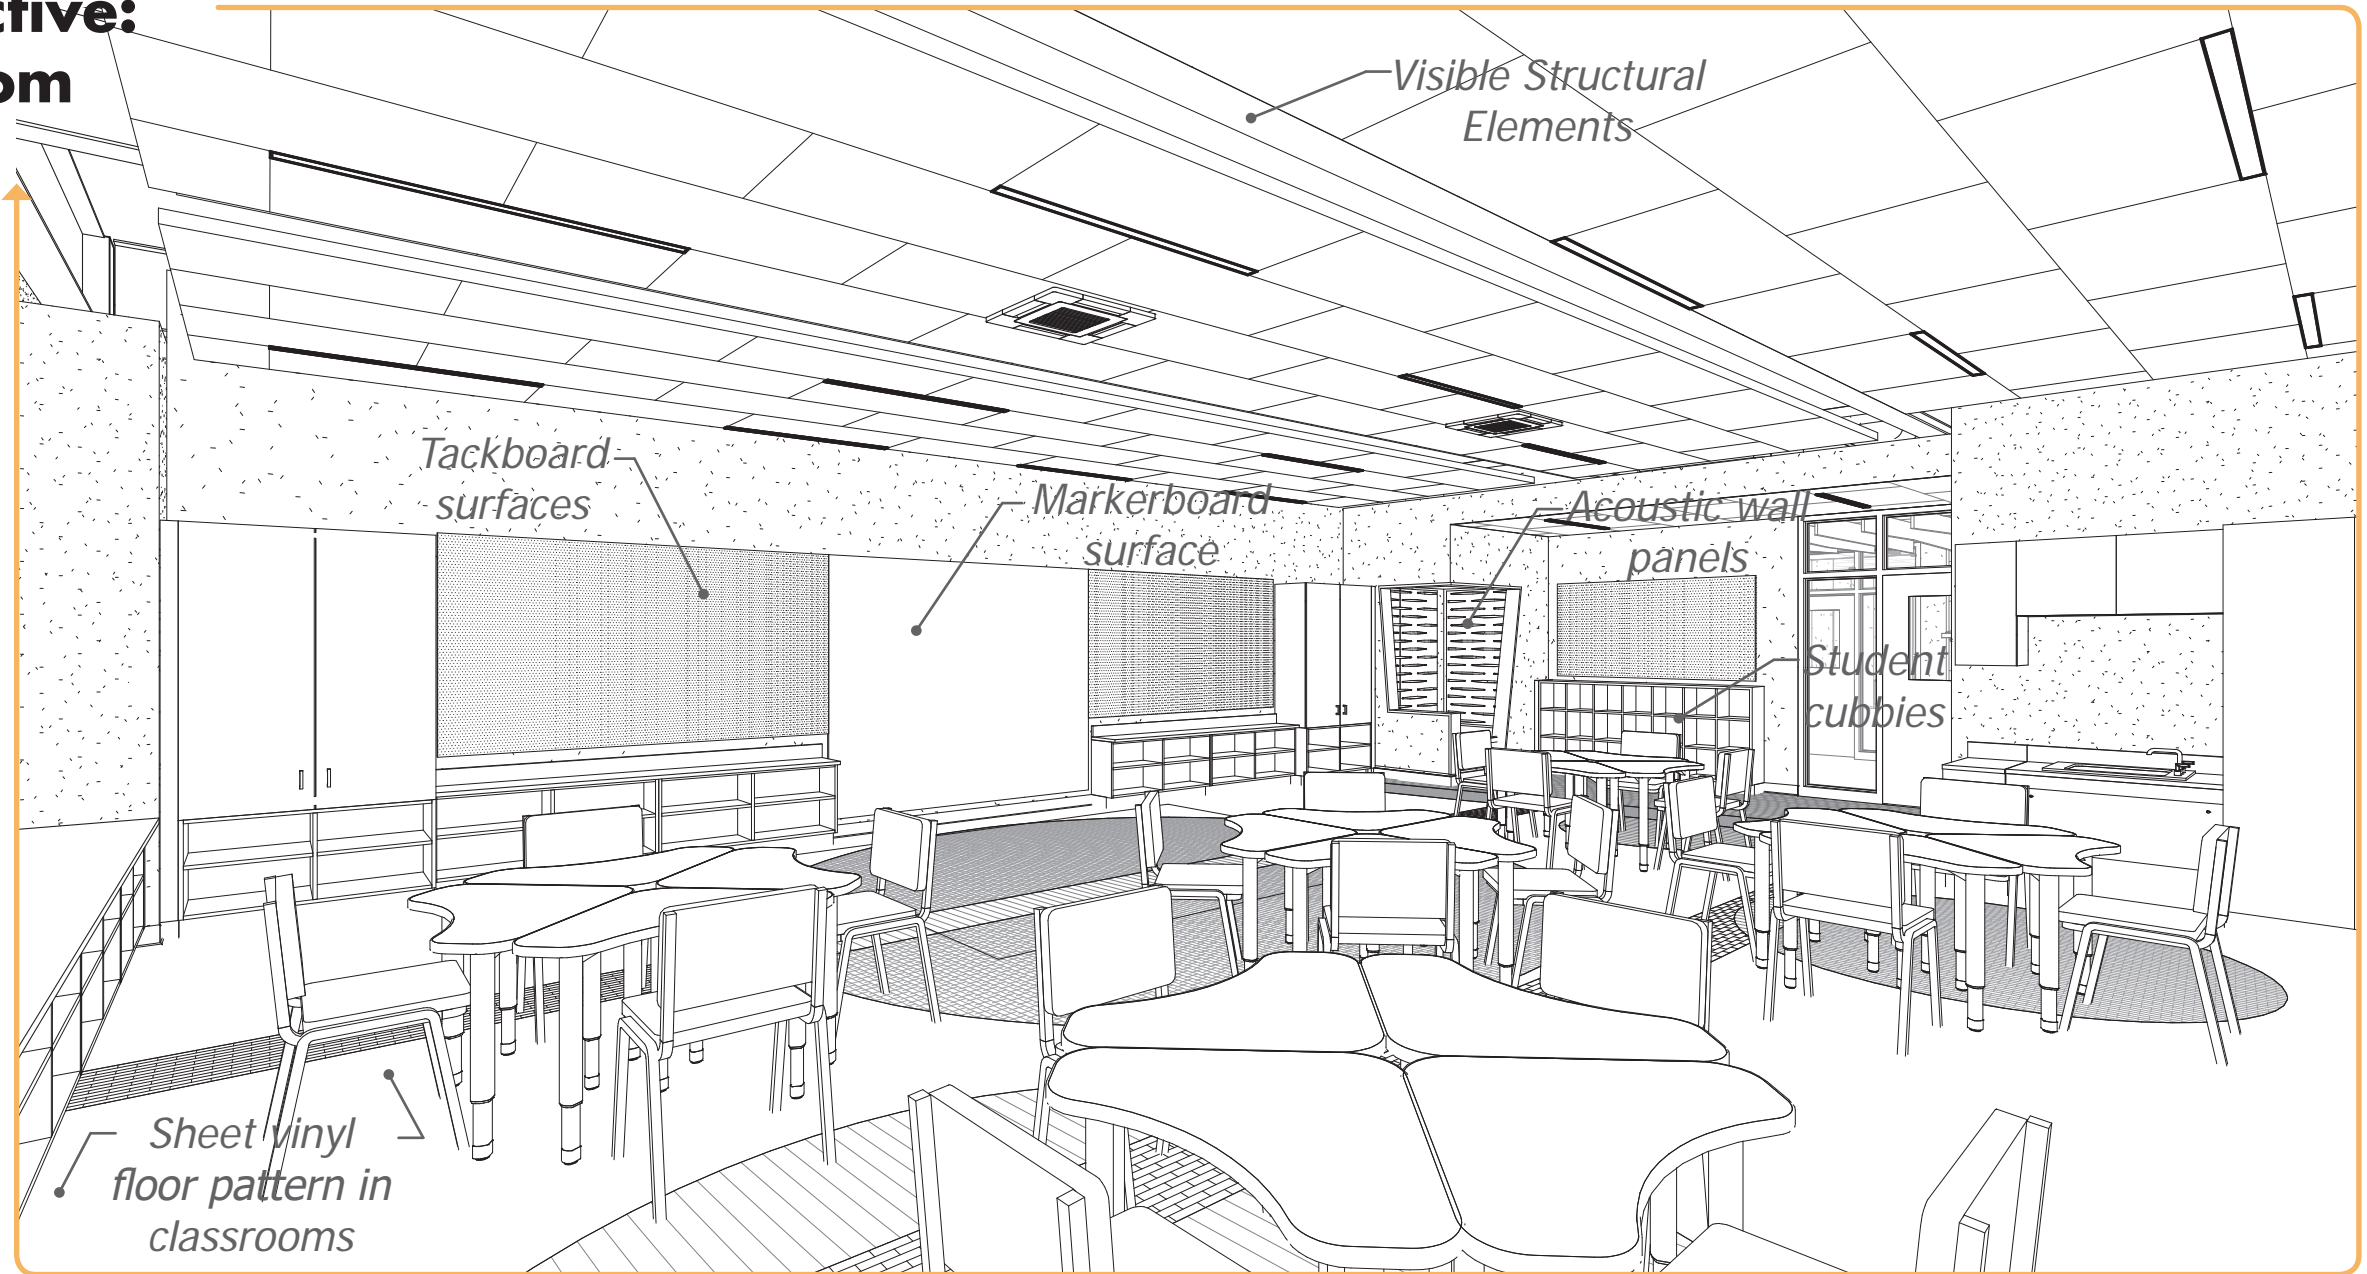 Visible Structural
Elements
Tackboard
surfaces
Markerboard
surface
Acoustic wall
panels
Student
cubbies
Sheet vinyl
floor pattern in
classrooms